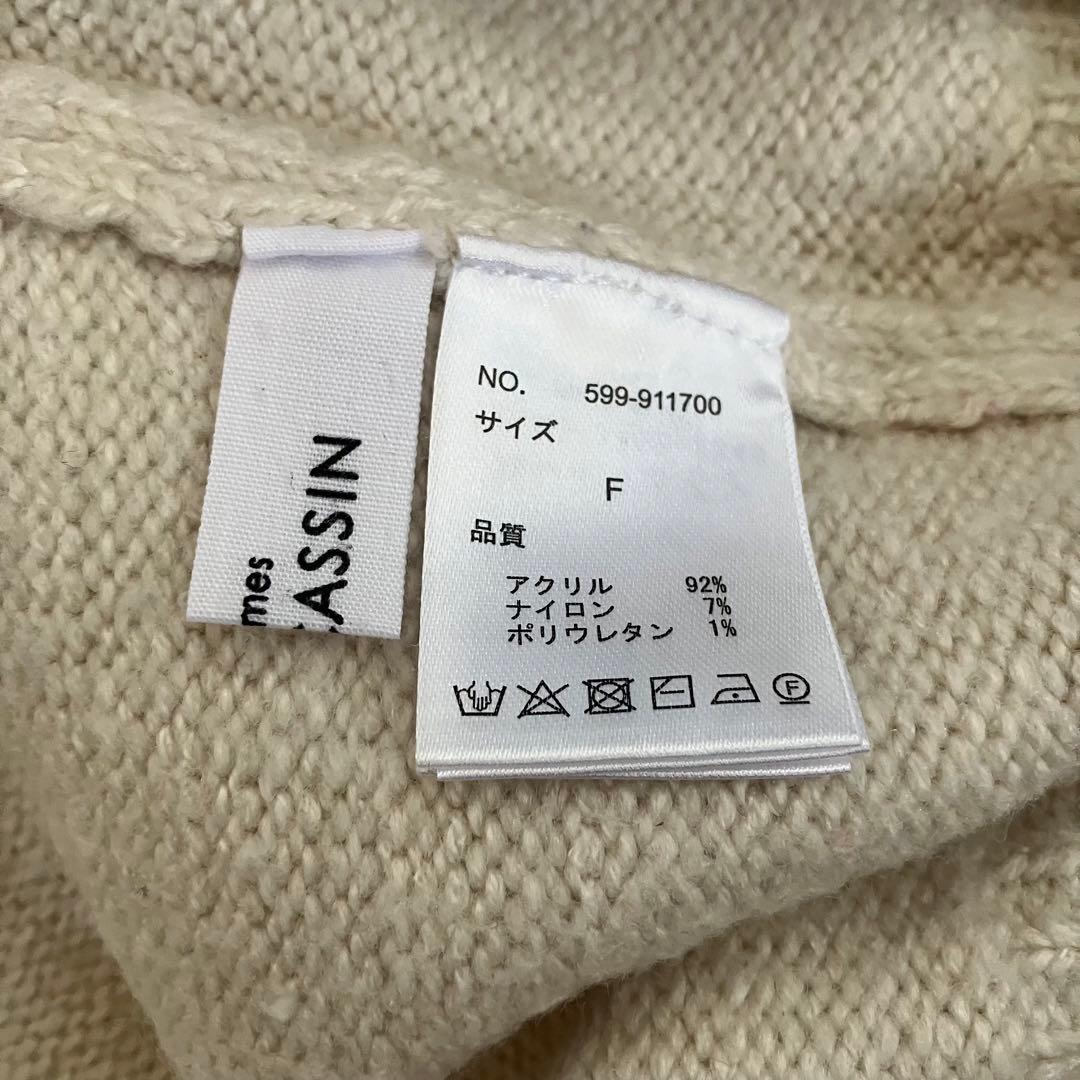 mes
CASSIN
NO. 599-911700
サイズ
F
品質
アクリル 92%
ナイロン 7%
ポリウレタン 1%
F